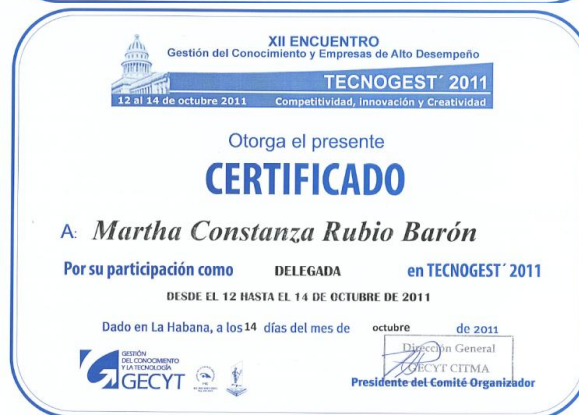 XII ENCUENTRO
Gestión del Conocimiento y Empresas de Alto Desempeño
TECNOGEST´ 2011
12 al 14 de octubre 2011 Competitividad, innovación y Creatividad
Otorga el presente
CERTIFICADO
A: Martha Constanza Rubio Barón
Por su participación como DELEGADA en TECNOGEST´ 2011
DESDE EL 12 HASTA EL 14 DE OCTUBRE DE 2011
Dado en La Habana, a los 14 días del mes de octubre de 2011
Dirección General
GECYT CITMA
Presidente del Comité Organizador
GESTIÓN
DEL CONOCIMIENTO
Y LA TECNOLOGÍA
GECYT